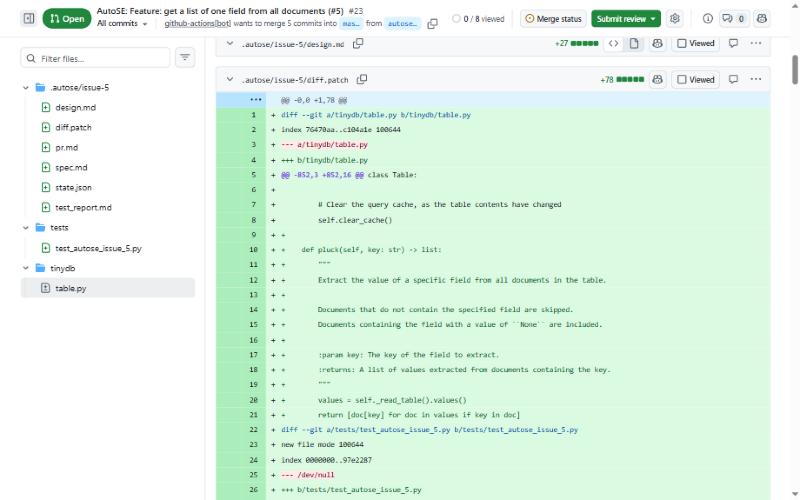 Open
AutoSE: Feature: get a list of one field from all documents (#5) #23
All commits
github-actions[bot] wants to merge 5 commits into mas... from autose...
0 / 8 viewed
Merge status
Submit review
0
Filter files...
.autose/issue-5
design.md
diff.patch
pr.md
spec.md
state.json
test_report.md
tests
test_autose_issue_5.py
tinydb
table.py
.autose/issue-5/design.md
+27
Viewed
.autose/issue-5/diff.patch
+78
Viewed
@@ -0,0 +1,78 @@
1 + diff --git a/tinydb/table.py b/tinydb/table.py
2 + index 76470aa..c104a1e 100644
3 + --- a/tinydb/table.py
4 + +++ b/tinydb/table.py
5 + @@ -852,3 +852,16 @@ class Table:
6 +
7 + # Clear the query cache, as the table contents have changed
8 + self.clear_cache()
9 + +
10 + + def pluck(self, key: str) -> list:
11 + + """
12 + + Extract the value of a specific field from all documents in the table.
13 + +
14 + + Documents that do not contain the specified field are skipped.
15 + + Documents containing the field with a value of ``None`` are included.
16 + +
17 + + :param key: The key of the field to extract.
18 + + :returns: A list of values extracted from documents containing the key.
19 + + """
20 + + values = self._read_table().values()
21 + + return [doc[key] for doc in values if key in doc]
22 + diff --git a/tests/test_autose_issue_5.py b/tests/test_autose_issue_5.py
23 + new file mode 100644
24 + index 0000000..97e2287
25 + --- /dev/null
26 + +++ b/tests/test_autose_issue_5.py